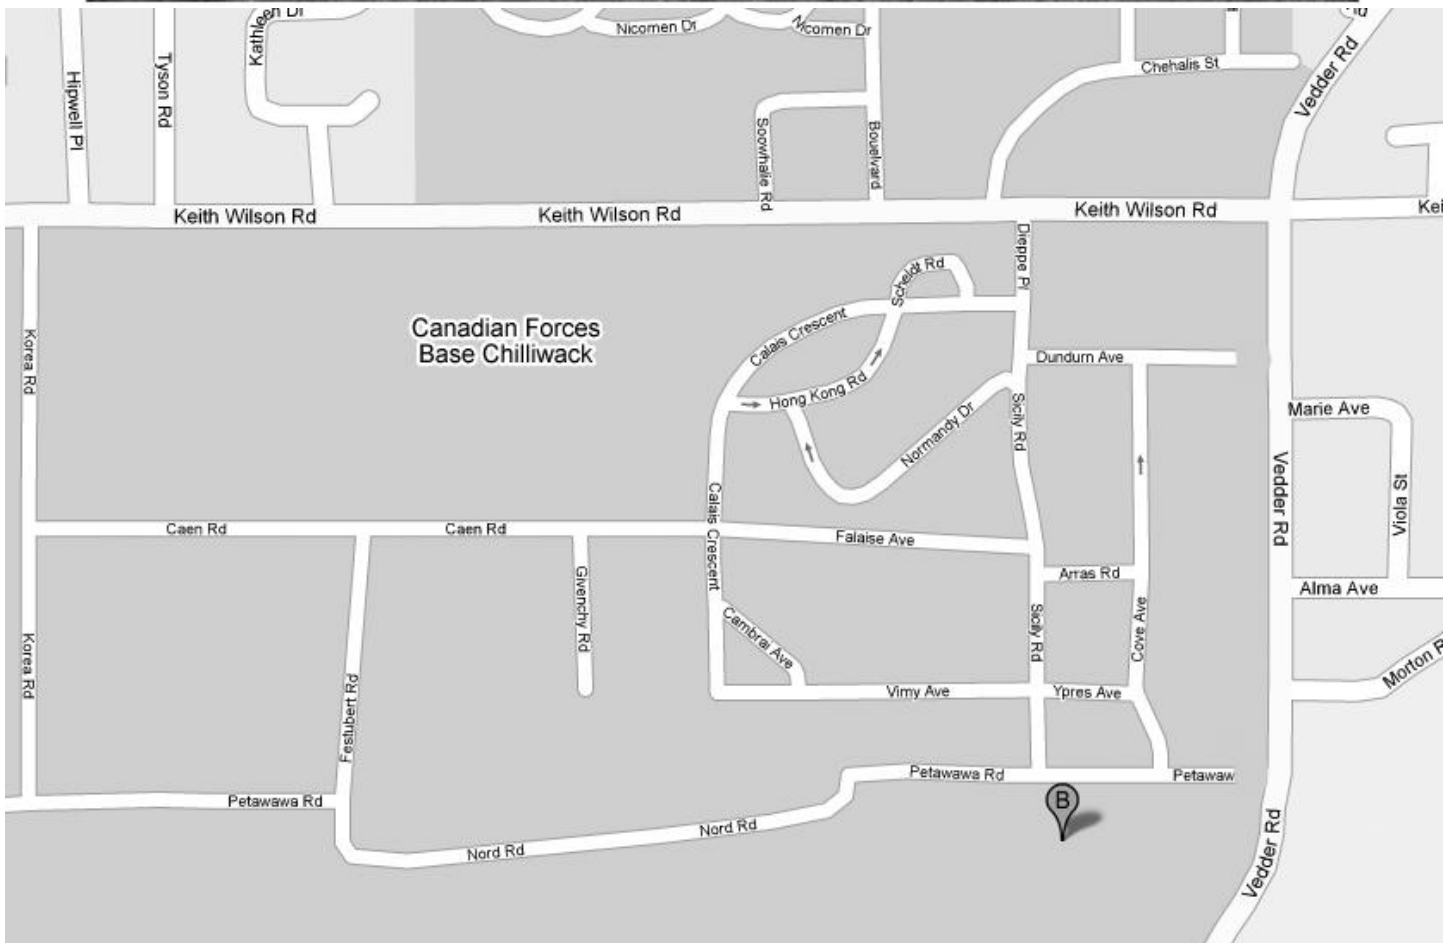 Kathleen Dr
Nicomen Dr
Nicomen Dr
Hipwell Pl
Tyson Rd
Chehalis St
Vedder Rd
Soowhalie Rd
Bouelvard
Keith Wilson Rd
Keith Wilson Rd
Keith Wilson Rd
Kei
Dieppe Pl
Scheldt Rd
Canadian Forces
Base Chilliwack
Calais Crescent
Korea Rd
Dundurn Ave
Hong Kong Rd
Normandy Dr
Sicily Rd
Marie Ave
Vedder Rd
Viola St
Calais Crescent
Caen Rd
Caen Rd
Falaise Ave
Arras Rd
Alma Ave
Givenchy Rd
Cambrai Ave
Sicily Rd
Cove Ave
Korea Rd
Morton R
Vimy Ave
Ypres Ave
Festubert Rd
Petawawa Rd
Petawaw
Petawawa Rd
B
Nord Rd
Nord Rd
Vedder Rd